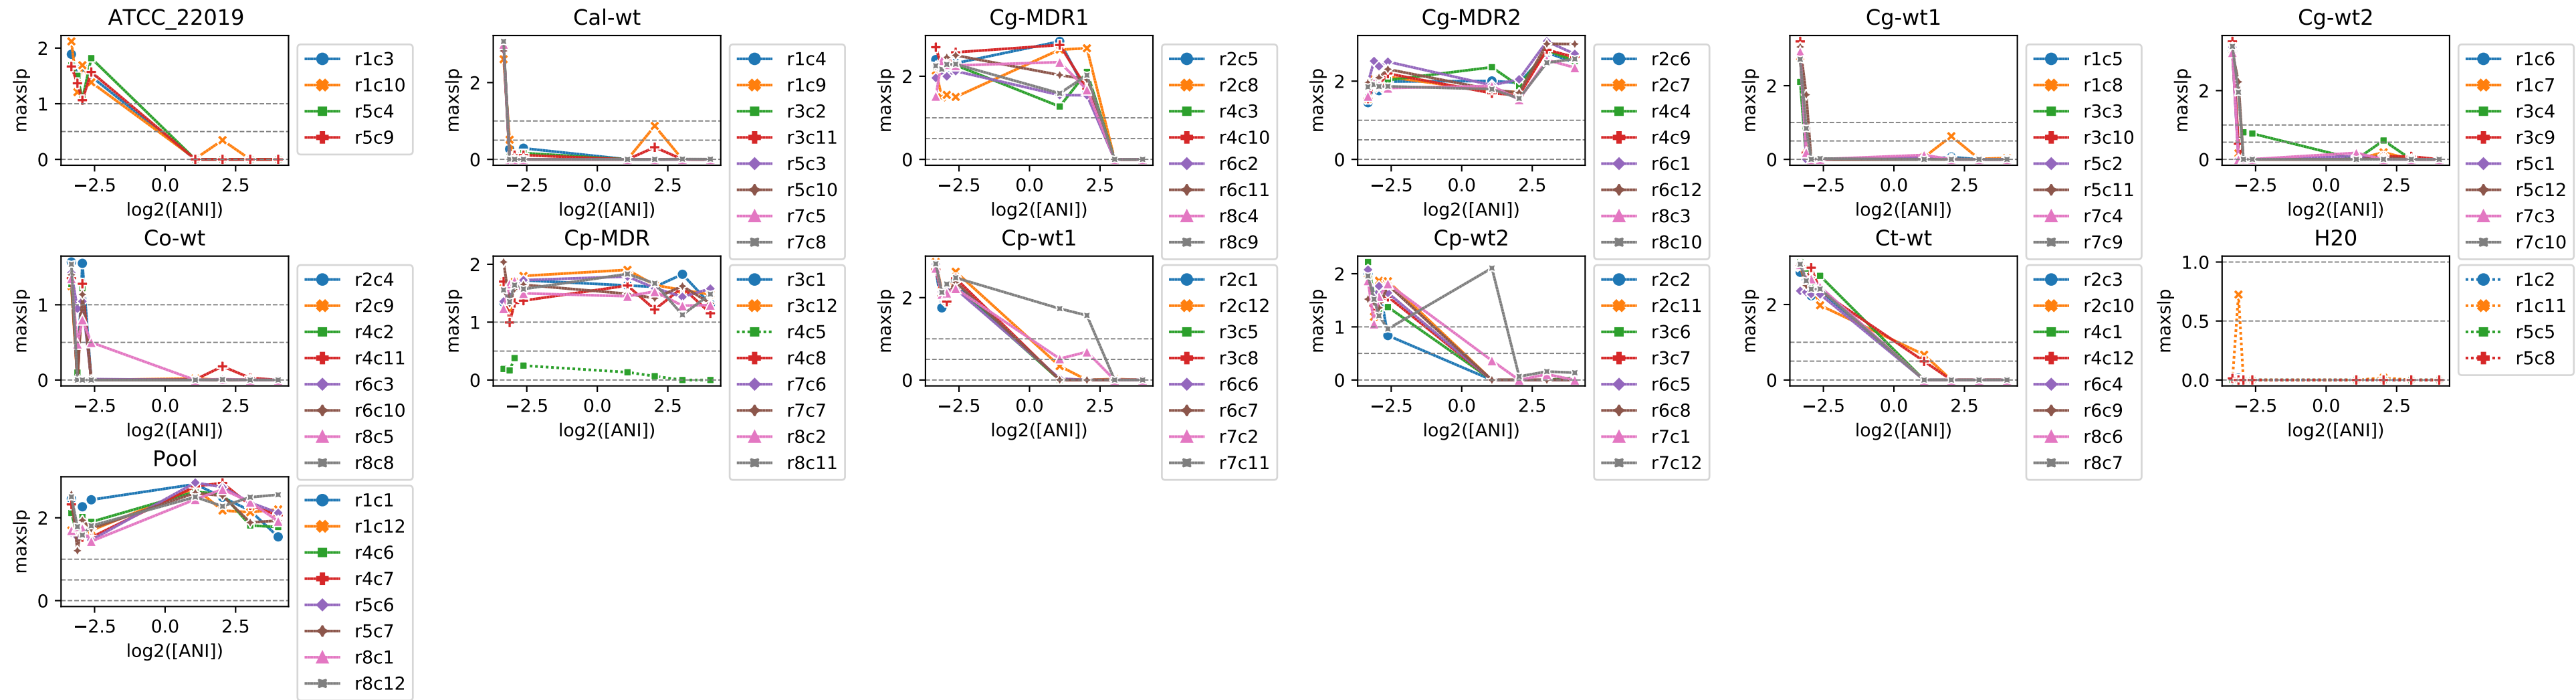 ATCC_22019
maxslp
2
1
0
−2.5 0.0 2.5
log2([ANI])
r1c3
r1c10
r5c4
r5c9
Cal-wt
maxslp
2
0
−2.5 0.0 2.5
log2([ANI])
r1c4
r1c9
r3c2
r3c11
r5c3
r5c10
r7c5
r7c8
Cg-MDR1
maxslp
2
0
−2.5 0.0 2.5
log2([ANI])
r2c5
r2c8
r4c3
r4c10
r6c2
r6c11
r8c4
r8c9
Cg-MDR2
maxslp
2
0
−2.5 0.0 2.5
log2([ANI])
r2c6
r2c7
r4c4
r4c9
r6c1
r6c12
r8c3
r8c10
Cg-wt1
maxslp
2
0
−2.5 0.0 2.5
log2([ANI])
r1c5
r1c8
r3c3
r3c10
r5c2
r5c11
r7c4
r7c9
Cg-wt2
maxslp
2
0
−2.5 0.0 2.5
log2([ANI])
r1c6
r1c7
r3c4
r3c9
r5c1
r5c12
r7c3
r7c10
Co-wt
maxslp
1
0
−2.5 0.0 2.5
log2([ANI])
r2c4
r2c9
r4c2
r4c11
r6c3
r6c10
r8c5
r8c8
Cp-MDR
maxslp
2
1
0
−2.5 0.0 2.5
log2([ANI])
r3c1
r3c12
r4c5
r4c8
r7c6
r7c7
r8c2
r8c11
Cp-wt1
maxslp
2
0
−2.5 0.0 2.5
log2([ANI])
r2c1
r2c12
r3c5
r3c8
r6c6
r6c7
r7c2
r7c11
Cp-wt2
maxslp
2
1
0
−2.5 0.0 2.5
log2([ANI])
r2c2
r2c11
r3c6
r3c7
r6c5
r6c8
r7c1
r7c12
Ct-wt
maxslp
2
0
−2.5 0.0 2.5
log2([ANI])
r2c3
r2c10
r4c1
r4c12
r6c4
r6c9
r8c6
r8c7
H20
maxslp
1.0
0.5
0.0
−2.5 0.0 2.5
log2([ANI])
r1c2
r1c11
r5c5
r5c8
Pool
maxslp
2
0
−2.5 0.0 2.5
log2([ANI])
r1c1
r1c12
r4c6
r4c7
r5c6
r5c7
r8c1
r8c12